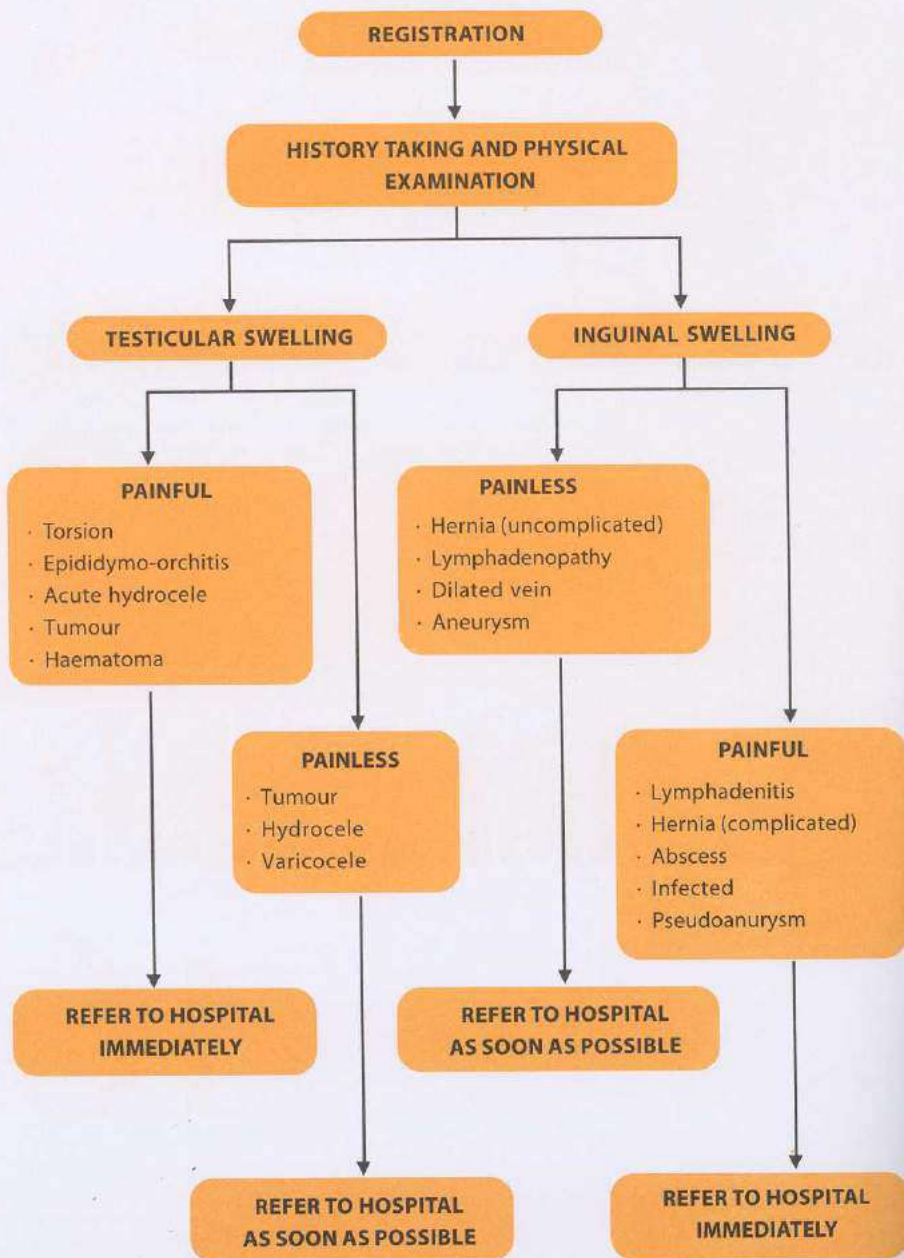 REGISTRATION
HISTORY TAKING AND PHYSICAL
EXAMINATION
TESTICULAR SWELLING
INGUINAL SWELLING
PAINFUL
· Torsion
· Epididymo-orchitis
· Acute hydrocele
· Tumour
· Haematoma
PAINLESS
· Hernia (uncomplicated)
· Lymphadenopathy
· Dilated vein
· Aneurysm
PAINLESS
· Tumour
· Hydrocele
· Varicocele
PAINFUL
· Lymphadenitis
· Hernia (complicated)
· Abscess
· Infected
· Pseudoanurysm
REFER TO HOSPITAL
IMMEDIATELY
REFER TO HOSPITAL
AS SOON AS POSSIBLE
REFER TO HOSPITAL
AS SOON AS POSSIBLE
REFER TO HOSPITAL
IMMEDIATELY